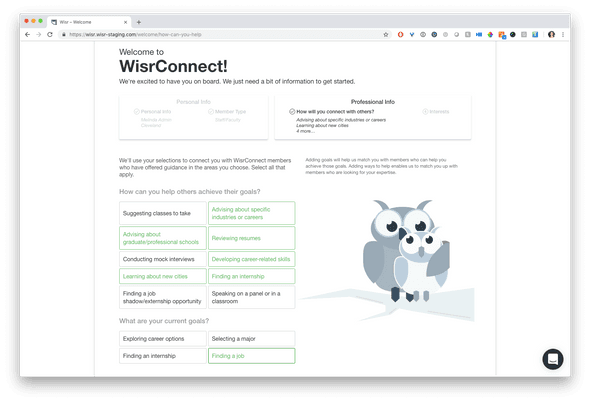 Wisr – Welcome
https://wisr.wisr-staging.com/welcome/how-can-you-help
Welcome to
WisrConnect!
We're excited to have you on board. We just need a bit of information to get started.
Personal Info
Personal Info
Member Type
Cleveland
Staff/Faculty
Professional Info
How will you connect with others?
Interests
Advising about specific industries or careers
Learning about new cities
4 more...
We'll use your selections to connect you with WisrConnect members
who have offered guidance in the areas you choose. Select all that
apply.
Adding goals will help us match you with members who can help you
achieve those goals. Adding ways to help enables us to match you up with
members who are looking for your expertise.
How can you help others achieve their goals?
Suggesting classes to take
Advising about specific
industries or careers
Advising about
graduate/professional schools
Reviewing resumes
Conducting mock interviews
Developing career-related skills
Learning about new cities
Finding an internship
Finding a job
shadow/externship opportunity
Speaking on a panel or in a
classroom
What are your current goals?
Exploring career options
Selecting a major
Finding an internship
Finding a job